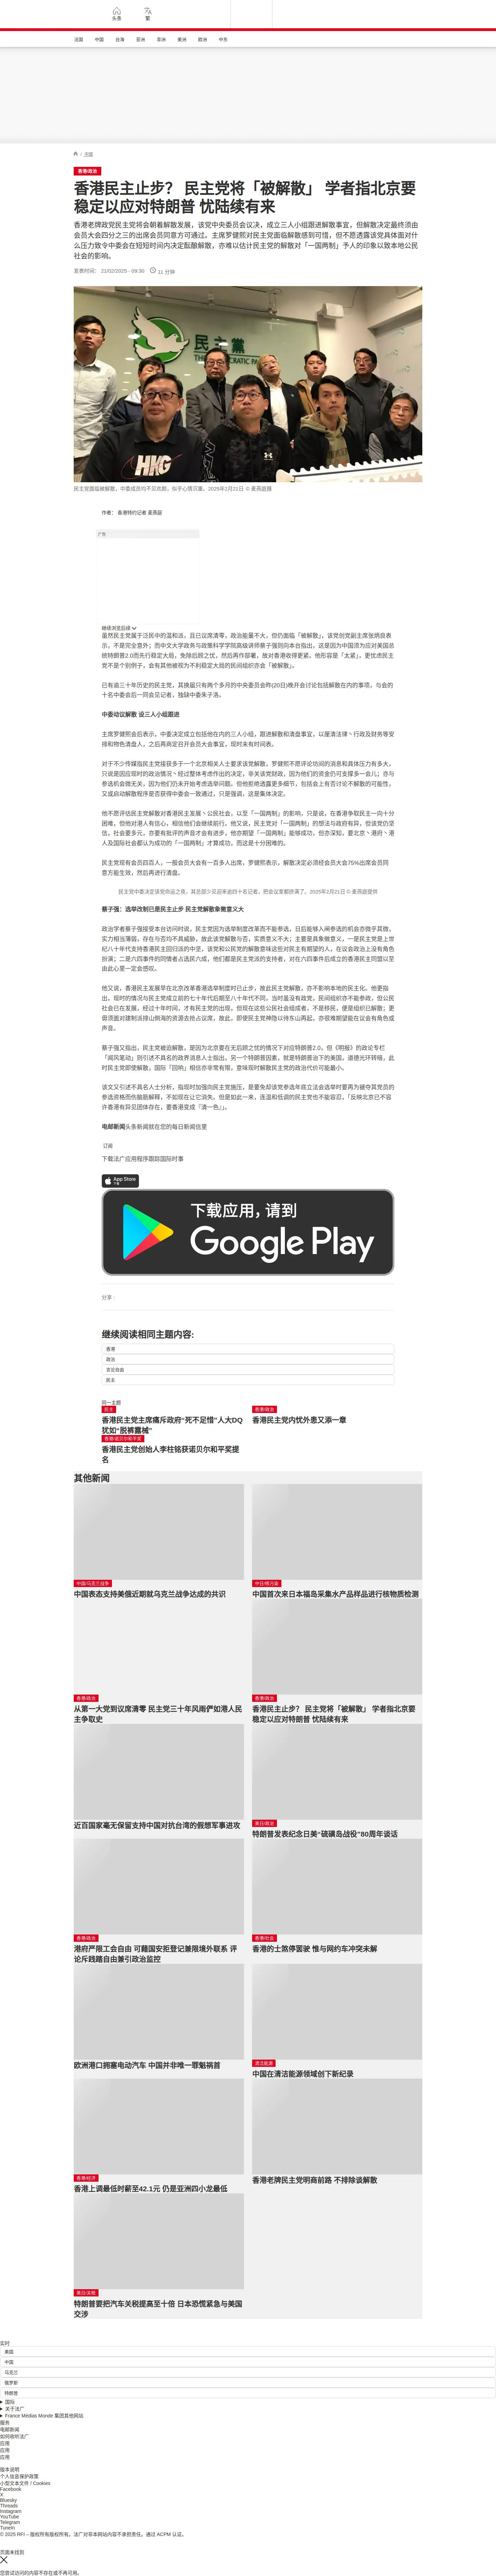 头条
繁
法国
中国
台海
亚洲
非洲
美洲
欧洲
中东
/ 中国
香港/政治
香港民主止步？ 民主党将「被解散」 学者指北京要
稳定以应对特朗普 忧陆续有来
香港老牌政党民主党将会朝着解散发展，该党中央委员会议决，成立三人小组跟进解散事宜，但解散决定最终须由
会员大会四分之三的出席会员同意方可通过。主席罗健熙对民主党面临解散感到可惜，但不愿透露该党具体面对什
么压力致令中委会在短短时间内决定酝酿解散，亦难以估计民主党的解散对「一国两制」予人的印象以致本地公民
社会的影响。
发表时间： 21/02/2025 - 09:30
11 分钟
民主黨
HKG
民主党面临被解散，中委成员均不见欢颜，似乎心情沉重。2025年2月21日 © 麦燕庭摄
作者： 香港特约记者 麦燕庭
广告
继续浏览后续
虽然民主党属于泛民中的温和派，且已议席清零，政治能量不大，但仍面临「被解散」，该党创党副主席张炳良表
示，不是完全意外；而中文大学政务与政策科学学院高级讲师蔡子强则向本台指出，这是因为中国须为应对美国总
统特朗普2.0而先行稳定大局，免除后顾之忧，然后再作部署，故对香港收得更紧。他形容是「太紧」，更忧虑民主
党不是个别例子，会有其他被视为不利稳定大局的民间组织亦会「被解散」。
已有逾三十年历史的民主党，其换届只有两个多月的中央委员会昨(20日)晚开会讨论包括解散在内的事项，与会的
十名中委会后一同会见记者，独缺中委朱子洛。
中委动议解散 设三人小组跟进
主席罗健熙会后表示，中委决定成立包括他在内的三人小组，跟进解散和清盘事宜，以厘清法律丶行政及财务等安
排和物色清盘人，之后再商定召开会员大会事宜，现时未有时间表。
对于不少传媒指民主党接获多于一个北京相关人士要求该党解散，罗健熙不愿评论坊间的消息和具体压力有多大，
只说是因应现时的政治情况丶经过整体考虑作出的决定，非关该党财政，因为他们的资金仍可支撑多一会儿；亦与
参选机会微无关，因为他们仍未开始考虑选举问题。但他拒绝透露更多细节，包括会上有否讨论不解散的可能性，
又或启动解散程序是否获得中委会一致通过，只是强调，这是集体决定。
他不愿评估民主党解散对香港民主发展丶公民社会，以至「一国两制」的影响，只是说，在香港争取民主一向十分
困难，但他对港人有信心，相信他们会继续前行。他又说，民主党对「一国两制」的想法与政府有异，但该党仍坚
信，社会要多元，亦要有批评的声音才会有进步，他亦期望「一国两制」能够成功，但亦深知，要北京丶港府丶港
人及国际社会都认为成功的「一国两制」才算成功，而这是十分困难的。
民主党现有会员四百人，一般会员大会有一百多人出席，罗健熙表示，解散决定必须经会员大会75%出席会员同
意方能生效，然后再进行清盘。
民主党中委决定该党命运之夜，其总部少见迎来逾四十名记者，把会议室都挤满了。2025年2月21日 © 麦燕庭提供
蔡子强： 选举改制已是民主止步 民主党解散象徵意义大
政治学者蔡子强接受本台访问时说，民主党因为选举制度改革而不能参选，日后能够入闸参选的机会亦微乎其微，
实力相当薄弱，存在与否均不具威胁，故此该党解散与否，实质意义不大；主要是具象徵意义，一是民主党是上世
纪八十年代支持香港民主回归派的中坚，该党和公民党的解散意味这些对民主有期望的人，在议会政治上没有角色
扮演；二是六四事件的同情者占选民六成，他们都是民主党派的支持者，对在六四事件后成立的香港民主同盟以至
由此心里一定会感叹。
他又说，香港民主发展早在北京改革香港选举制度时已止步，故此民主党解散，亦不影响本地的民主化。他更指
出，现时的情况与民主党成立前的七十年代后期至八十年代不同，当时虽没有政党，民间组织亦不能参政，但公民
社会已在发展，经过十年时间，才有民主党的出现，但现在这些公民社会组成者，不是移民，便是组织已解散；更
毋须面对建制派排山倒海的资源去抢占议席，故此，即使民主党神隐以待东山再起，亦很难期望能在议会有角色或
声音。
蔡子强又指出，民主党被迫解散，是因为北京要在无后顾之忧的情况下对应特朗普2.0，但《明报》的政论专栏
「闻风笔动」则引述不具名的政界消息人士指出，另一个特朗普因素，就是特朗普治下的美国，道德光环转暗，此
时民主党即使解散，国际「回响」相信亦非常有限，意味现时解散民主党的政治代价可能最小。
该文又引述不具名人士分析，指现时加强向民主党施压，是要免却该党参选年底立法会选举时要再为硬夺其党员的
参选资格而伤脑筋解释，不如现在让它消失。但是如此一来，连温和低调的民主党也不能容忍，「反映北京已不容
许香港有异见团体存在，要香港变成『清一色』」。
电邮新闻头条新闻就在您的每日新闻信里
订阅
下载法广应用程序跟踪国际时事
App Store
下载
下载应用，请到
Google Play
分享 :
继续阅读相同主题内容:
香港
政治
言论自由
民主
同一主题
民主
香港民主党主席痛斥政府“死不足惜”人大DQ
犹如“脱裤露械”
香港/政治
香港民主党内忧外患又添一章
香港/诺贝尔和平奖
香港民主党创始人李柱铭获诺贝尔和平奖提
名
其他新闻
中国/乌克兰战争
中国表态支持美俄近期就乌克兰战争达成的共识
中日/核污染
中国首次来日本福岛采集水产品样品进行核物质检测
香港/政治
从第一大党到议席清零 民主党三十年风雨俨如港人民
主争取史
香港/政治
香港民主止步？ 民主党将「被解散」 学者指北京要
稳定以应对特朗普 忧陆续有来
近百国家毫无保留支持中国对抗台湾的假想军事进攻
美日/政治
特朗普发表纪念日美“硫磺岛战役”80周年谈话
香港/政治
港府严限工会自由 可藉国安拒登记兼限境外联系 评
论斥践踏自由兼引政治监控
香港/社会
香港的士煞停罢驶 惟与网约车冲突未解
欧洲港口拥塞电动汽车 中国并非唯一罪魁祸首
清洁能源
中国在清洁能源领域创下新纪录
香港/经济
香港上调最低时薪至42.1元 仍是亚洲四小龙最低
香港老牌民主党明商前路 不排除谈解散
美日/关税
特朗普要把汽车关税提高至十倍 日本恐慌紧急与美国
交涉
实时
美国
中国
乌克兰
俄罗斯
特朗普
国际
关于法广
France Médias Monde 集团其他网站
服务
电邮新闻
如何收听法广
应用
应用
应用
版本说明
个人信息保护政策
小型文本文件 / Cookies
Facebook
X
Bluesky
Threads
Instagram
YouTube
Telegram
TuneIn
© 2025 RFI – 版权所有版权所有。法广对非本网站内容不承担责任。通过 ACPM 认证。
页面未找到
您尝试访问的内容不存在或不再可用。